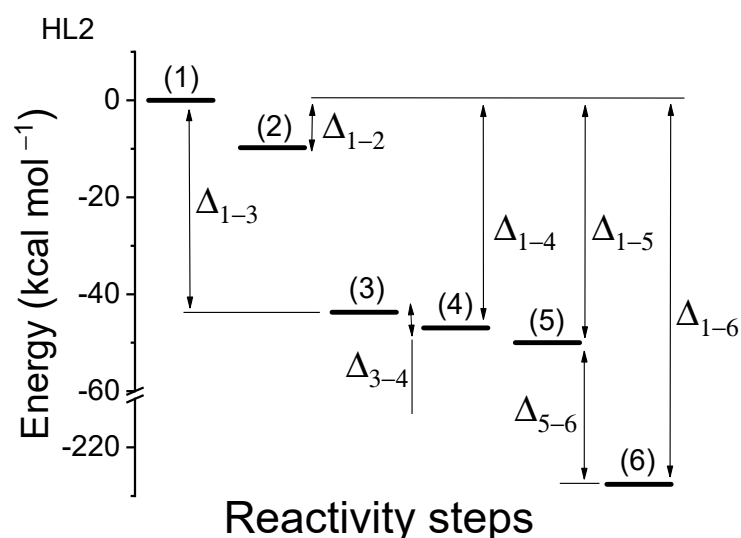 HL2
Energy (kcal mol⁻¹)
0
-20
-40
-60
-220
(1)
(2)
(3)
(4)
(5)
(6)
Δ1–2
Δ1–3
Δ1–4
Δ1–5
Δ1–6
Δ3–4
Δ5–6
Reactivity steps